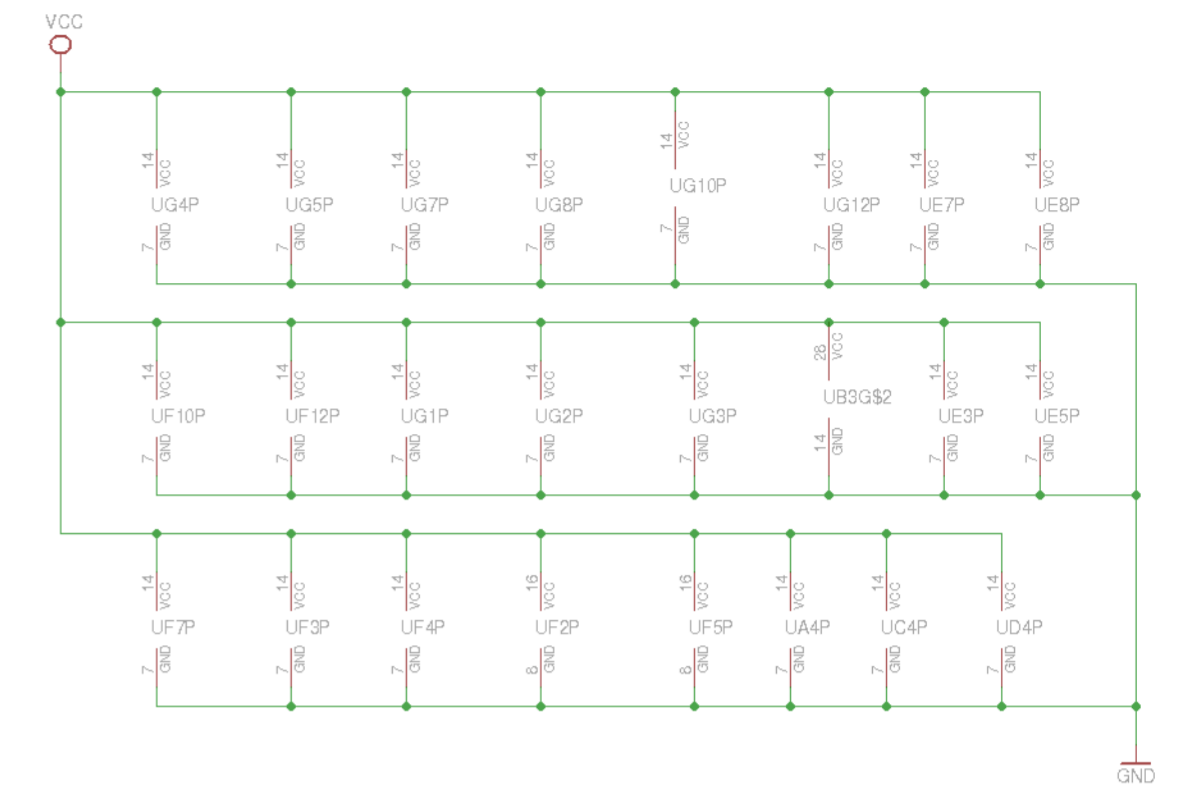 VCC
14 VCC 14 VCC 14 VCC 14 VCC 14 VCC 14 VCC 14 VCC 14 VCC
UG4P UG5P UG7P UG8P UG10P UG12P UE7P UE8P
7 GND 7 GND 7 GND 7 GND 7 GND 7 GND 7 GND 7 GND
14 VCC 14 VCC 14 VCC 14 VCC 14 VCC 28 VCC 14 VCC 14 VCC
UF10P UF12P UG1P UG2P UG3P UB3G$2 UE3P UE5P
7 GND 7 GND 7 GND 7 GND 7 GND 14 GND 7 GND 7 GND
14 VCC 14 VCC 14 VCC 16 VCC 16 VCC 14 VCC 14 VCC 14 VCC
UF7P UF3P UF4P UF2P UF5P UA4P UC4P UD4P
7 GND 7 GND 7 GND 8 GND 8 GND 7 GND 7 GND 7 GND
GND